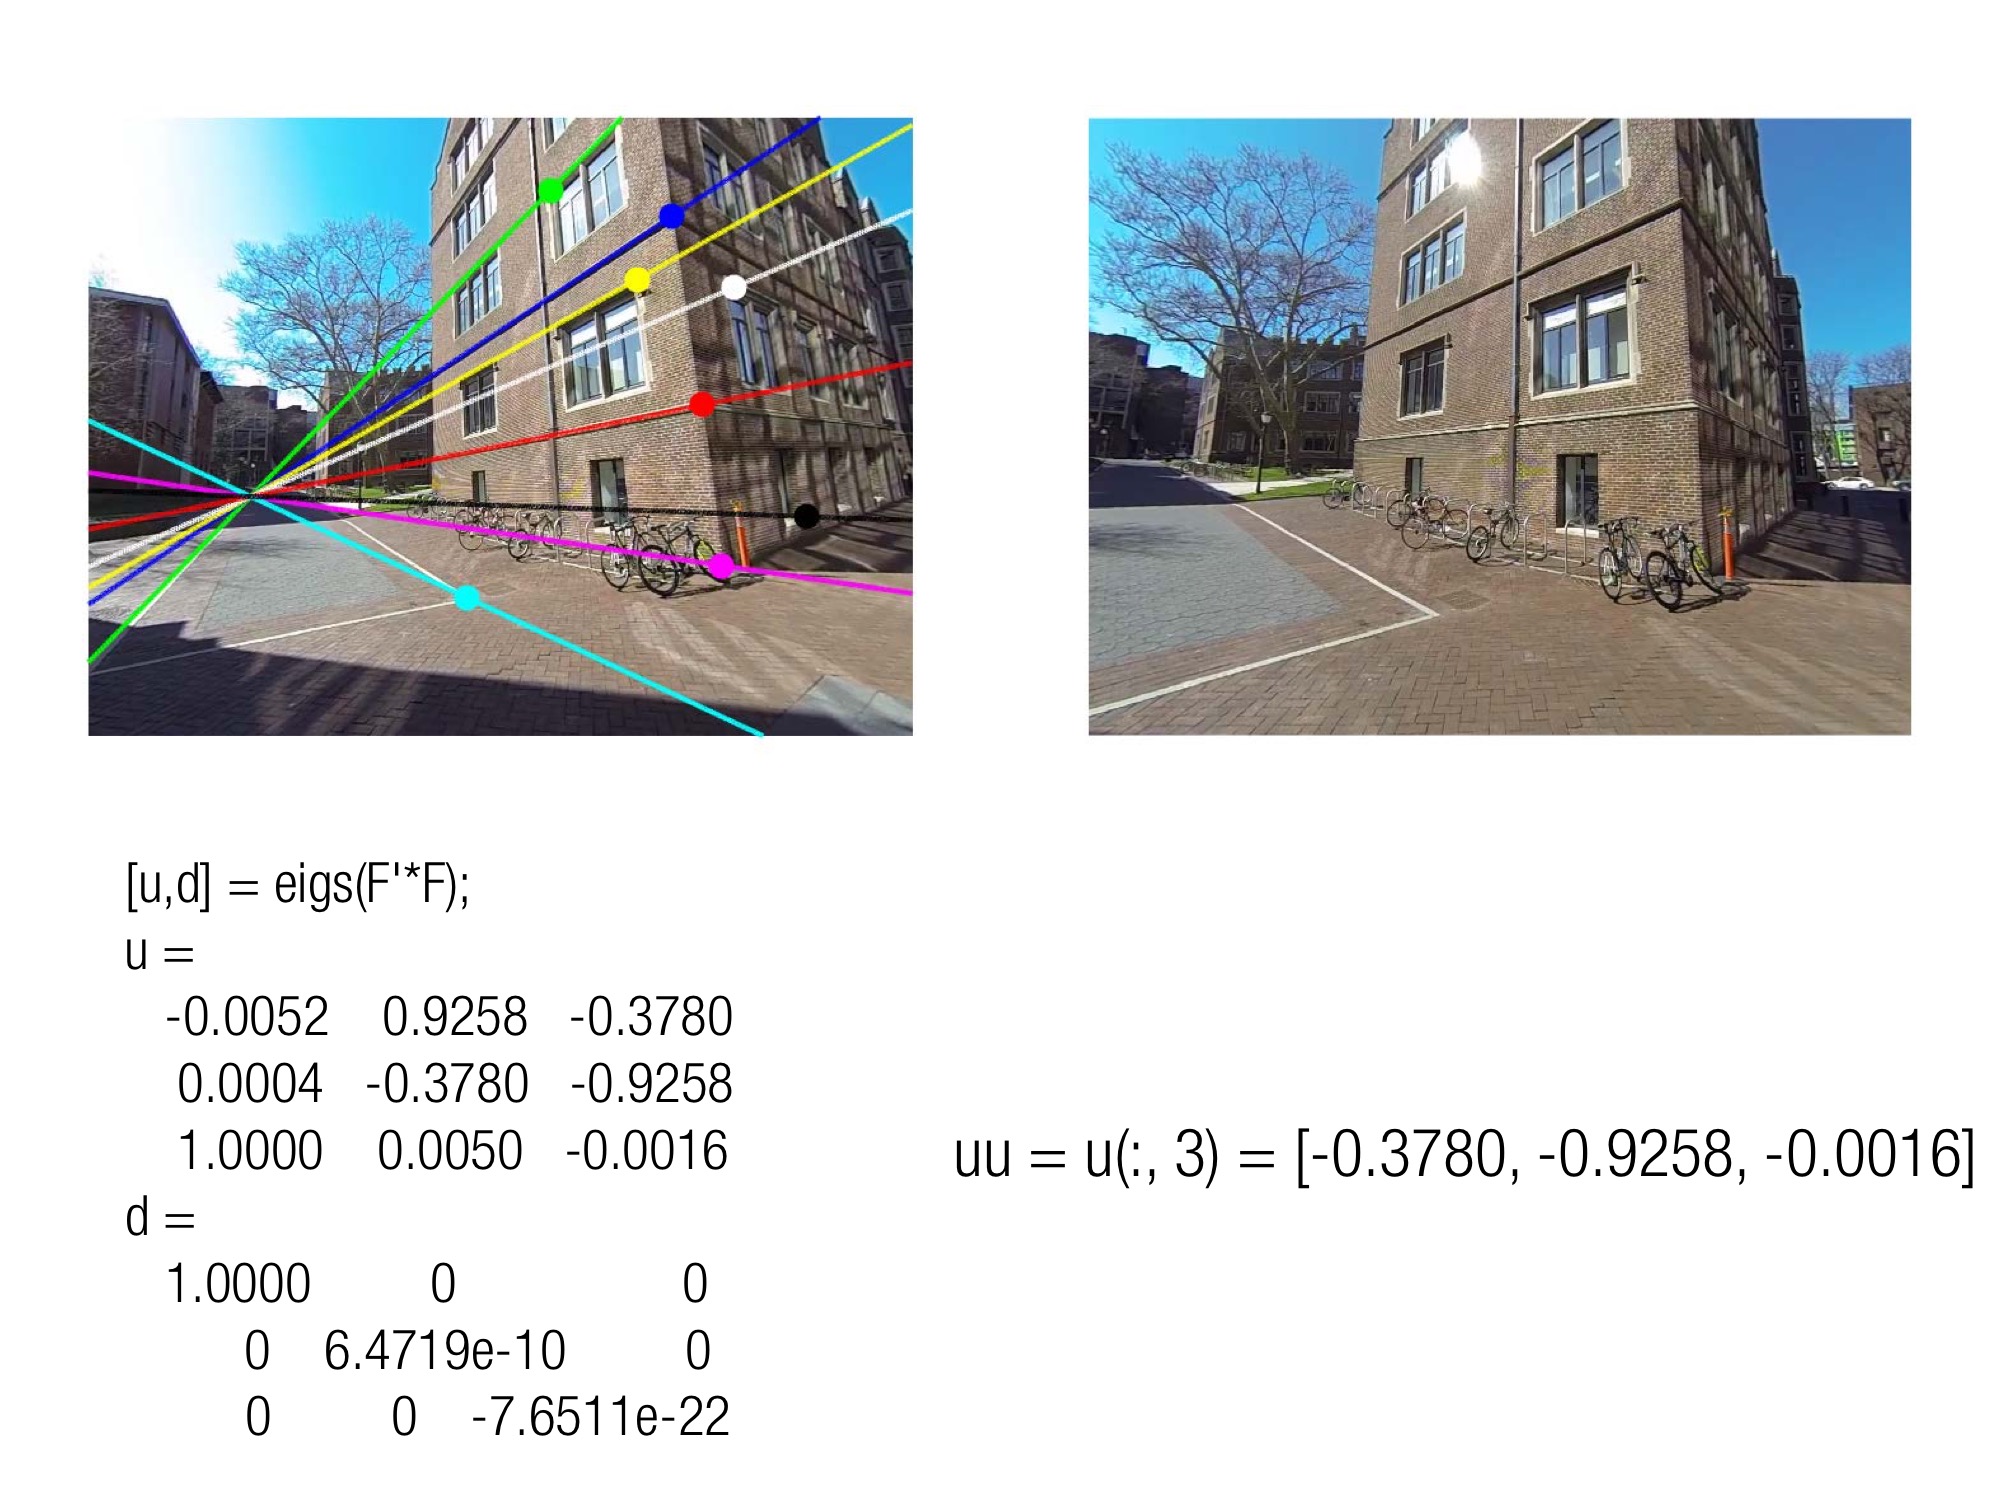 [u,d] = eigs(F'*F);
u =
-0.0052 0.9258 -0.3780
0.0004 -0.3780 -0.9258
1.0000 0.0050 -0.0016
uu = u(:, 3) = [-0.3780, -0.9258, -0.0016]
d =
1.0000 0 0
0 6.4719e-10 0
0 0 -7.6511e-22